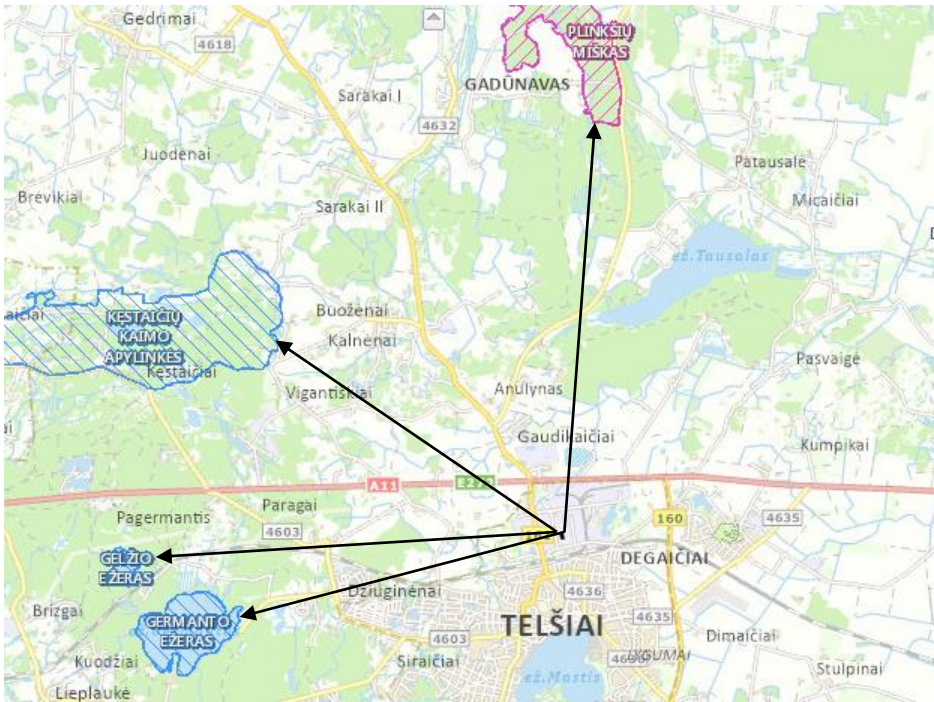 Gedrimai
4618
PLINKSIŲ
MIŠKAS
GADŪNAVAS
Sarakai I
4632
Juodėnai
Patausalė
Brevikiai
Sarakai II
Micaičiai
ež. Tausalas
Buožėnai
KĘSTAIČIŲ
KAIMO
APYLINKĖS
Kalnėnai
Kęstaičiai
Pasvaigė
Vigantiškiai
Anulynas
Gaudikaičiai
Kumpikai
A11
Paragai
Pagermantis
4603
160
4635
GELŽIO
EŽERAS
DEGAIČIAI
Brizgai
Džiuginėnai
4636
4635
GERMANTO
EŽERAS
TELŠIAI
4603
Dimaičiai
Kuodžiai
Siraičiai
Stulpinai
Lieplaukė
ež. Mastis